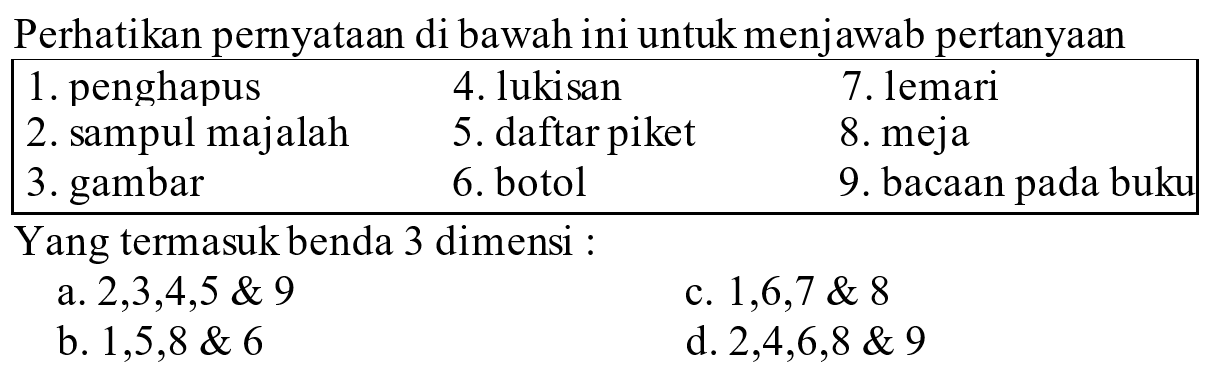 Perhatikan pernyataan di bawah ini untuk menjawab pertanyaan
1. penghapus 4. lukisan 7. lemari
2. sampul majalah 5. daftar piket 8. meja
3. gambar 6. botol 9. bacaan pada buku
Yang termasuk benda 3 dimensi :
a. 2,3,4,5 & 9 c. 1,6,7 & 8
b. 1,5,8 & 6 d. 2,4,6,8 & 9